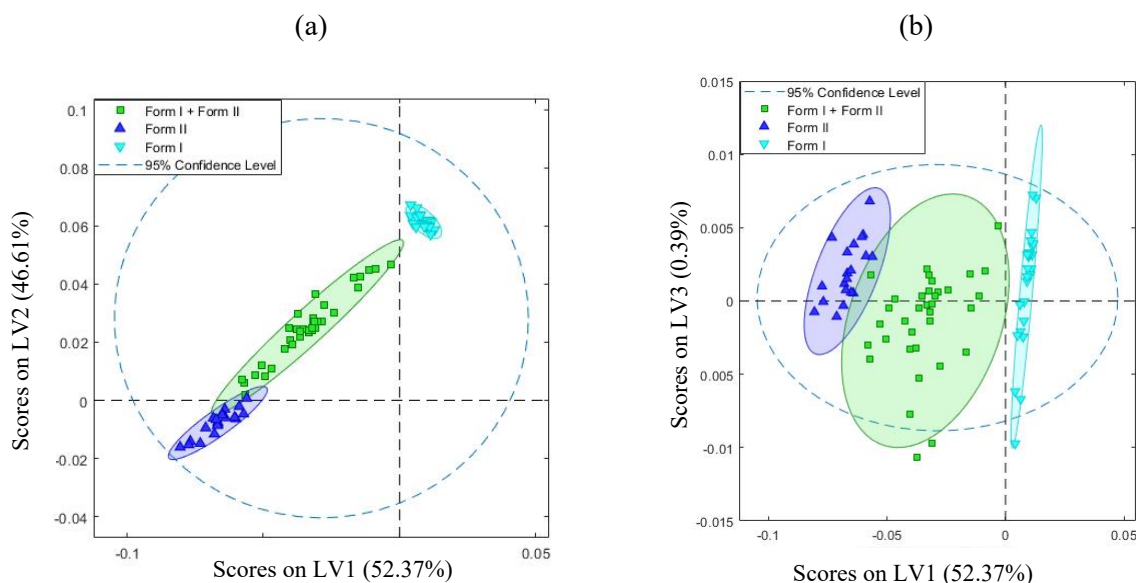 (a)
Scores on LV2 (46.61%)
0.1
0.08
0.06
0.04
0.02
0
-0.02
-0.04
Form I + Form II
Form II
Form I
95% Confidence Level
-0.1
0.05
Scores on LV1 (52.37%)
(b)
Scores on LV3 (0.39%)
0.015
0.01
0.005
0
0.005
-0.01
-0.015
95% Confidence Level
Form I + Form II
Form II
Form I
-0.1
-0.05
0
0.05
Scores on LV1 (52.37%)